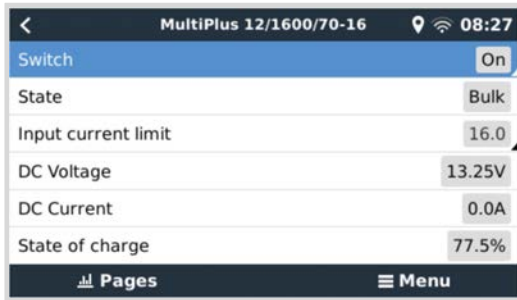 MultiPlus 12/1600/70-16 08:27
Switch On
State Bulk
Input current limit 16.0
DC Voltage 13.25V
DC Current 0.0A
State of charge 77.5%
Pages Menu